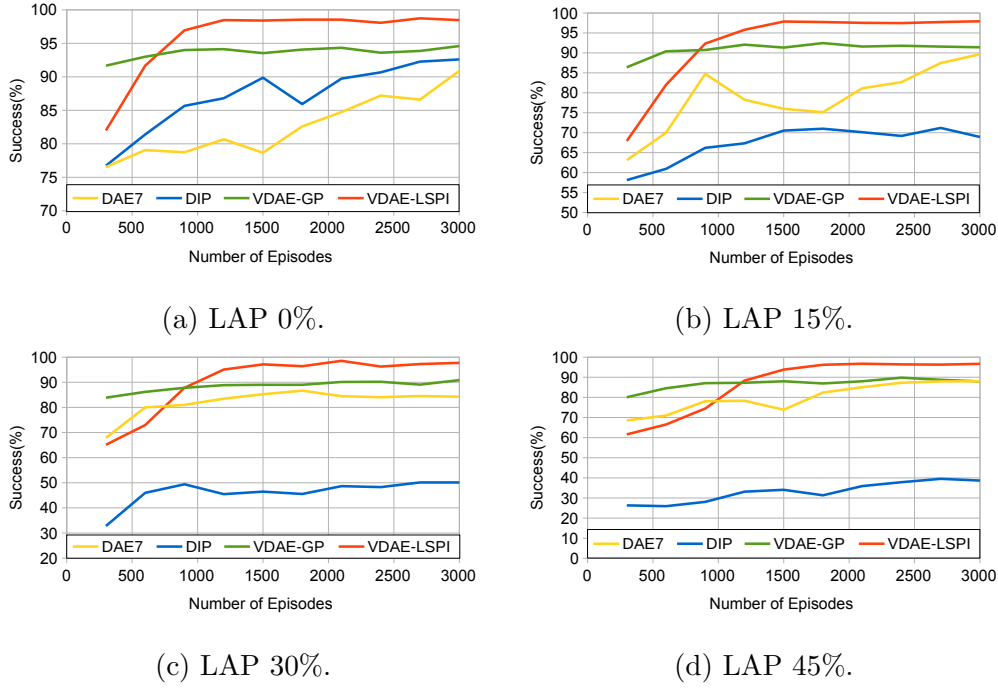 100
95
90
85
80
75
70
Success(%)
DAE7 DIP VDAE-GP VDAE-LSPI
0 500 1000 1500 2000 2500 3000
Number of Episodes
(a) LAP 0%.
100
95
90
85
80
75
70
65
60
55
50
Success(%)
DAE7 DIP VDAE-GP VDAE-LSPI
0 500 1000 1500 2000 2500 3000
Number of Episodes
(b) LAP 15%.
100
90
80
70
60
50
40
30
20
Success(%)
DAE7 DIP VDAE-GP VDAE-LSPI
0 500 1000 1500 2000 2500 3000
Number of Episodes
(c) LAP 30%.
100
90
80
70
60
50
40
30
20
10
0
Success(%)
DAE7 DIP VDAE-GP VDAE-LSPI
0 500 1000 1500 2000 2500 3000
Number of Episodes
(d) LAP 45%.